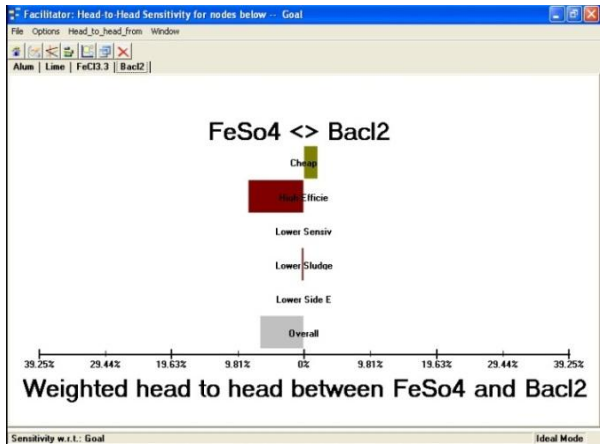 Facilitator: Head-to-Head Sensitivity for nodes below -- Goal
File Options Head_to_head_from Window
Alum | Lime | FeCl3.3 | Bacl2 |
FeSo4 <> Bacl2
Cheap
High Efficie
Lower Sensiv
Lower Sludge
Lower Side E
Overall
39.25% 29.44% 19.63% 9.81% 0% 9.81% 19.63% 29.44% 39.25%
Weighted head to head between FeSo4 and Bacl2
Sensitivity w.r.t.: Goal Ideal Mode